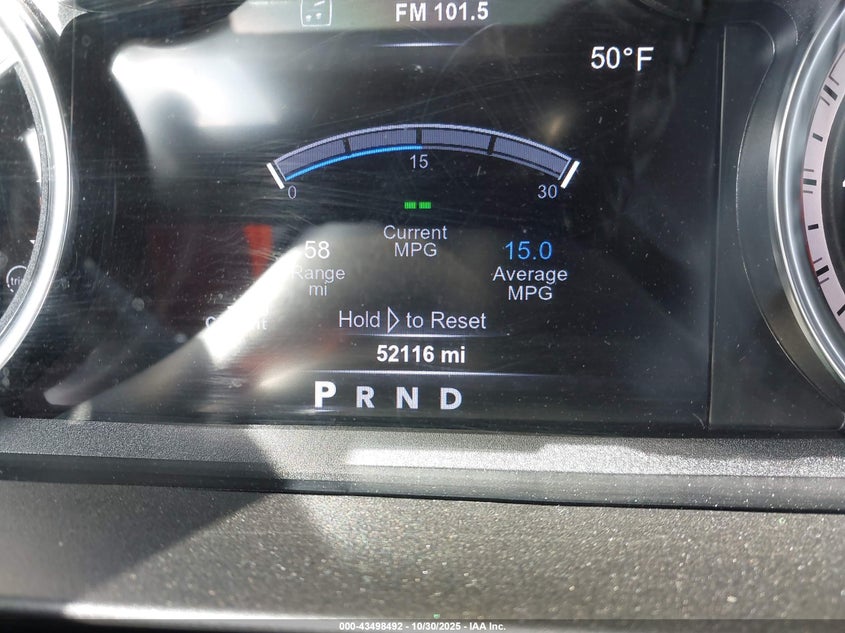 FM 101.5
50°F
15
0
30
Current
MPG
58
Range
mi
15.0
Average
MPG
Hold ▷ to Reset
52116 mi
P R N D
000-43498492 - 10/30/2025 - IAA Inc.